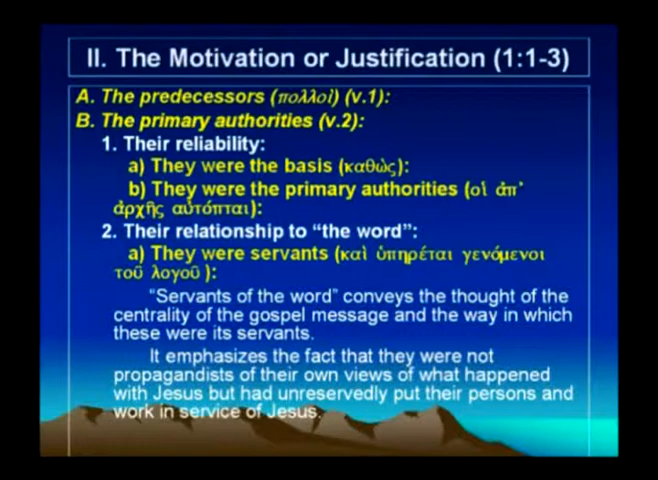 II. The Motivation or Justification (1:1-3)
A. The predecessors (πολλοὶ) (v.1):
B. The primary authorities (v.2):
1. Their reliability:
a) They were the basis (καθὼς):
b) They were the primary authorities (οἱ ἀπ’
ἀρχῆς αὐτόπται):
2. Their relationship to “the word”:
a) They were servants (καὶ ὑπηρέται γενόμενοι
τοῦ λογοῦ):
“Servants of the word” conveys the thought of the
centrality of the gospel message and the way in which
these were its servants.
It emphasizes the fact that they were not
propagandists of their own views of what happened
with Jesus but had unreservedly put their persons and
work in service of Jesus.